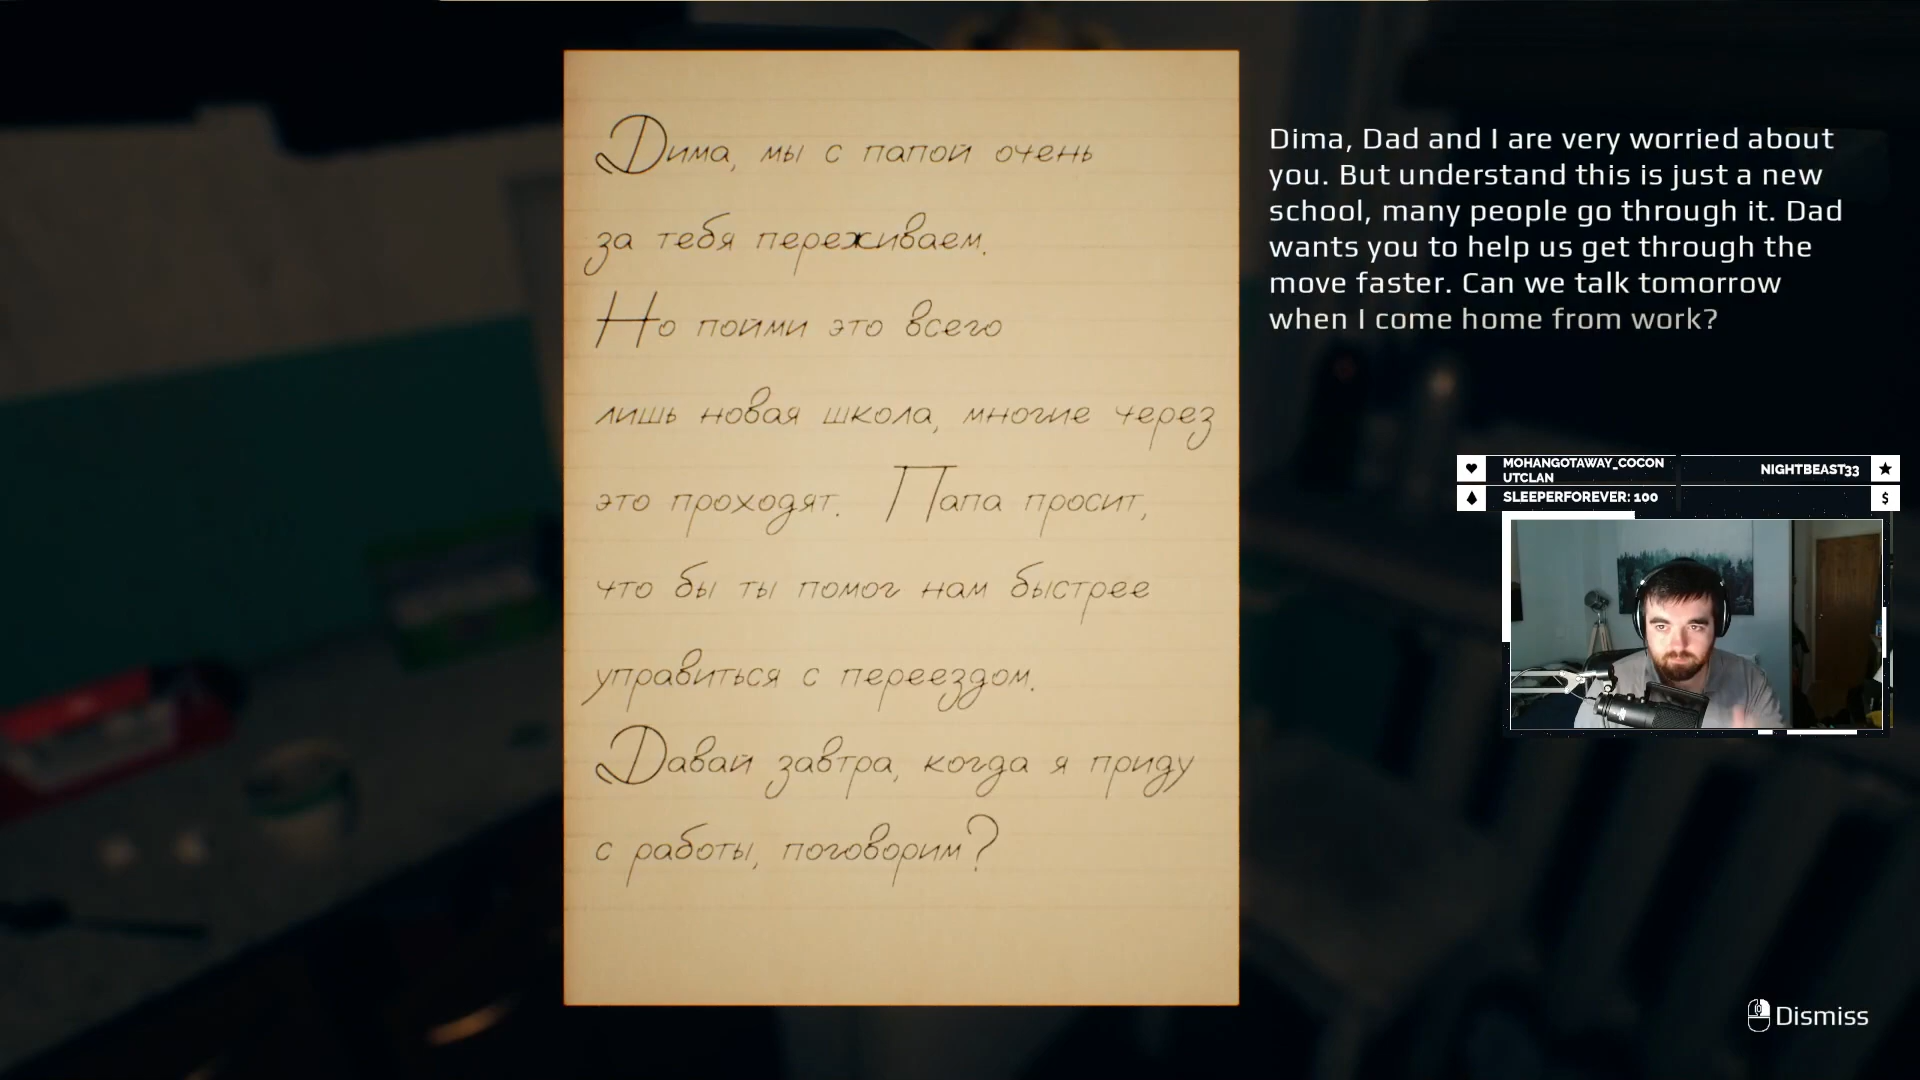 Дима, мы с папой очень
за тебя переживаем.
Но пойми это всего
лишь новая школа, многие через
это проходят. Папа просит,
что бы ты помог нам быстрее
управиться с переездом.
Давай завтра, когда я приду
с работы, поговорим?
Dima, Dad and I are very worried about
you. But understand this is just a new
school, many people go through it. Dad
wants you to help us get through the
move faster. Can we talk tomorrow
when I come home from work?
MOHANGOTAWAY_COCON
UTCLAN
NIGHTBEAST33
SLEEPERFOREVER: 100
$
Dismiss